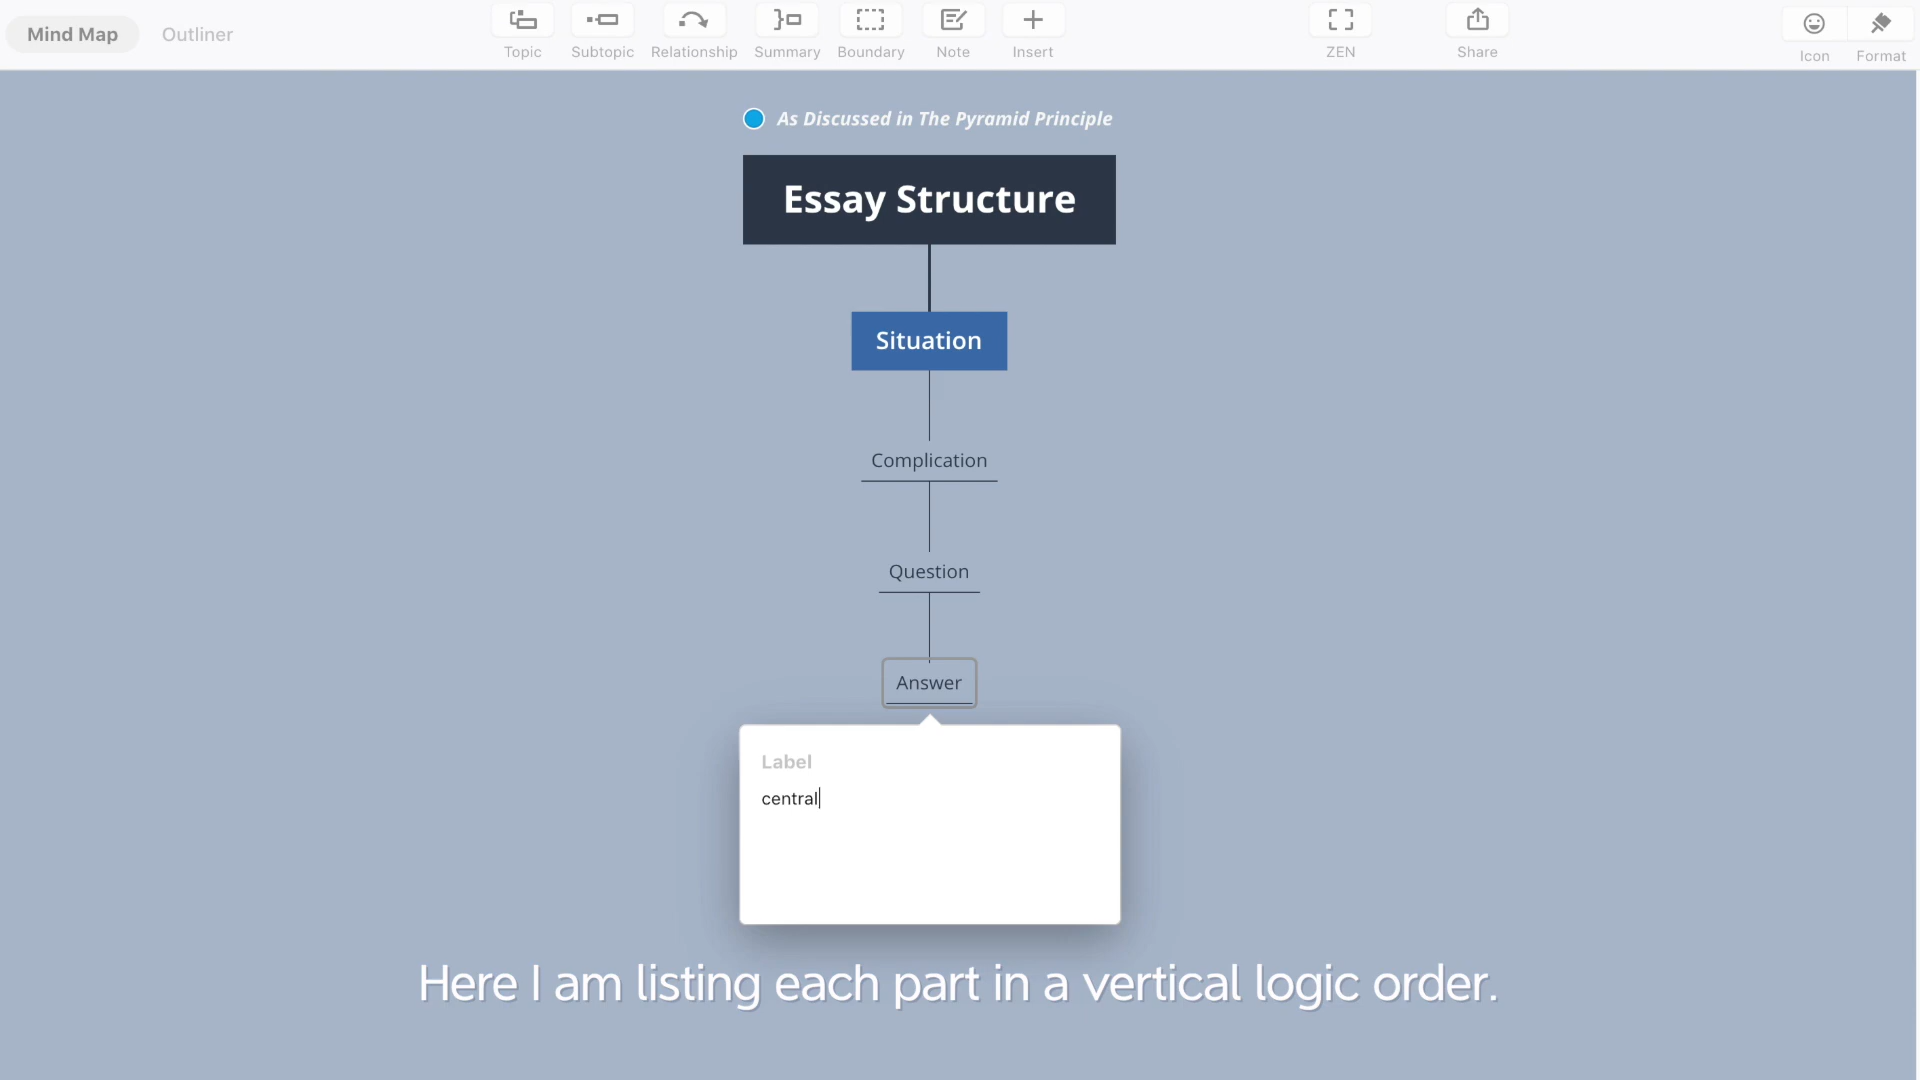 Mind Map
Outliner
Topic
Subtopic
Relationship
Summary
Boundary
Note
Insert
ZEN
Share
Icon
Format
As Discussed in The Pyramid Principle
Essay Structure
Situation
Complication
Question
Answer
Label
central
Here I am listing each part in a vertical logic order.